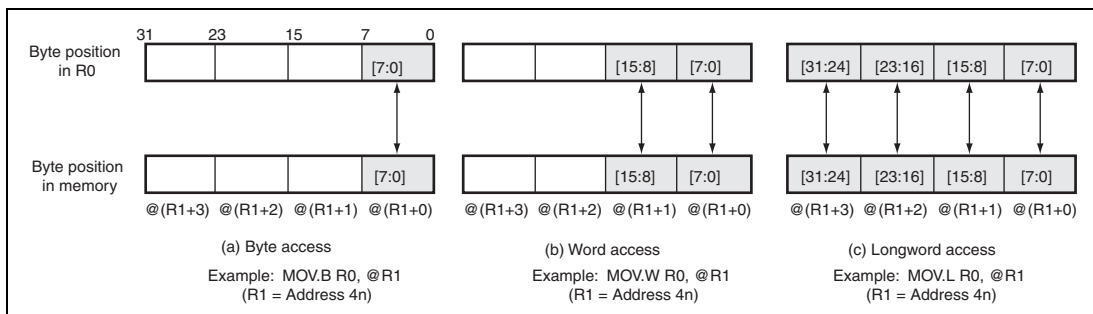 31 23 15 7 0
Byte position
in R0
[7:0] [15:8] [7:0] [31:24] [23:16] [15:8] [7:0]
Byte position
in memory
[7:0] [15:8] [7:0] [31:24] [23:16] [15:8] [7:0]
@(R1+3) @(R1+2) @(R1+1) @(R1+0) @(R1+3) @(R1+2) @(R1+1) @(R1+0) @(R1+3) @(R1+2) @(R1+1) @(R1+0)
(a) Byte access (b) Word access (c) Longword access
Example: MOV.B R0, @R1 Example: MOV.W R0, @R1 Example: MOV.L R0, @R1
(R1 = Address 4n) (R1 = Address 4n) (R1 = Address 4n)